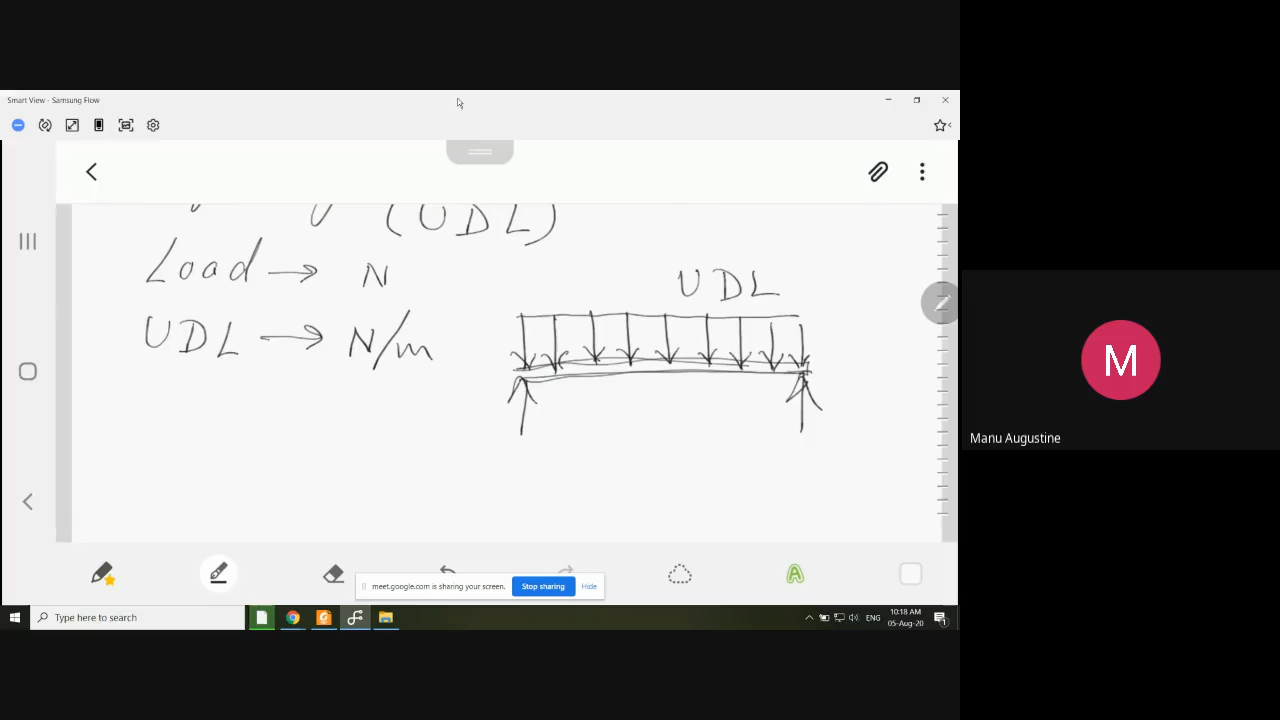 Smart View - Samsung Flow
(UDL)
Load → N
UDL
UDL → N/m
M
Manu Augustine
A
meet.google.com is sharing your screen.
Stop sharing
Hide
Type here to search
ENG
10:18 AM
05-Aug-20
1